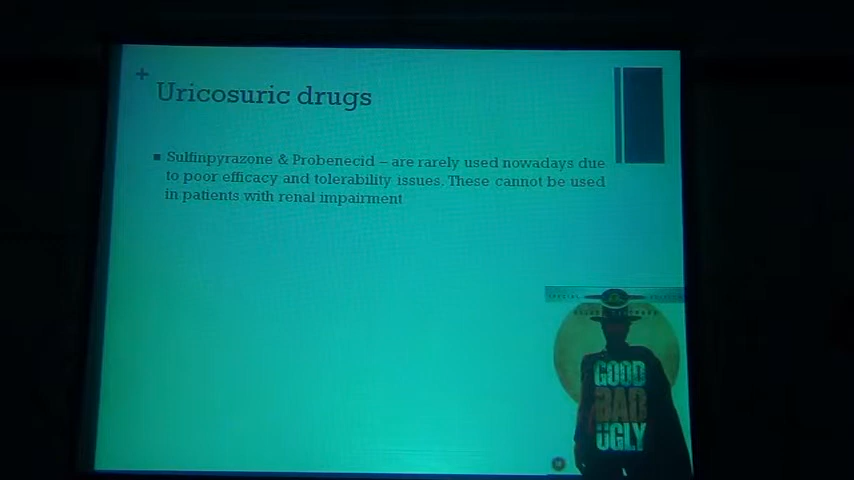 +
Uricosuric drugs
▪ Sulfinpyrazone & Probenecid – are rarely used nowadays due
to poor efficacy and tolerability issues. These cannot be used
in patients with renal impairment
SPECIAL
GOOD
BAD
UGLY